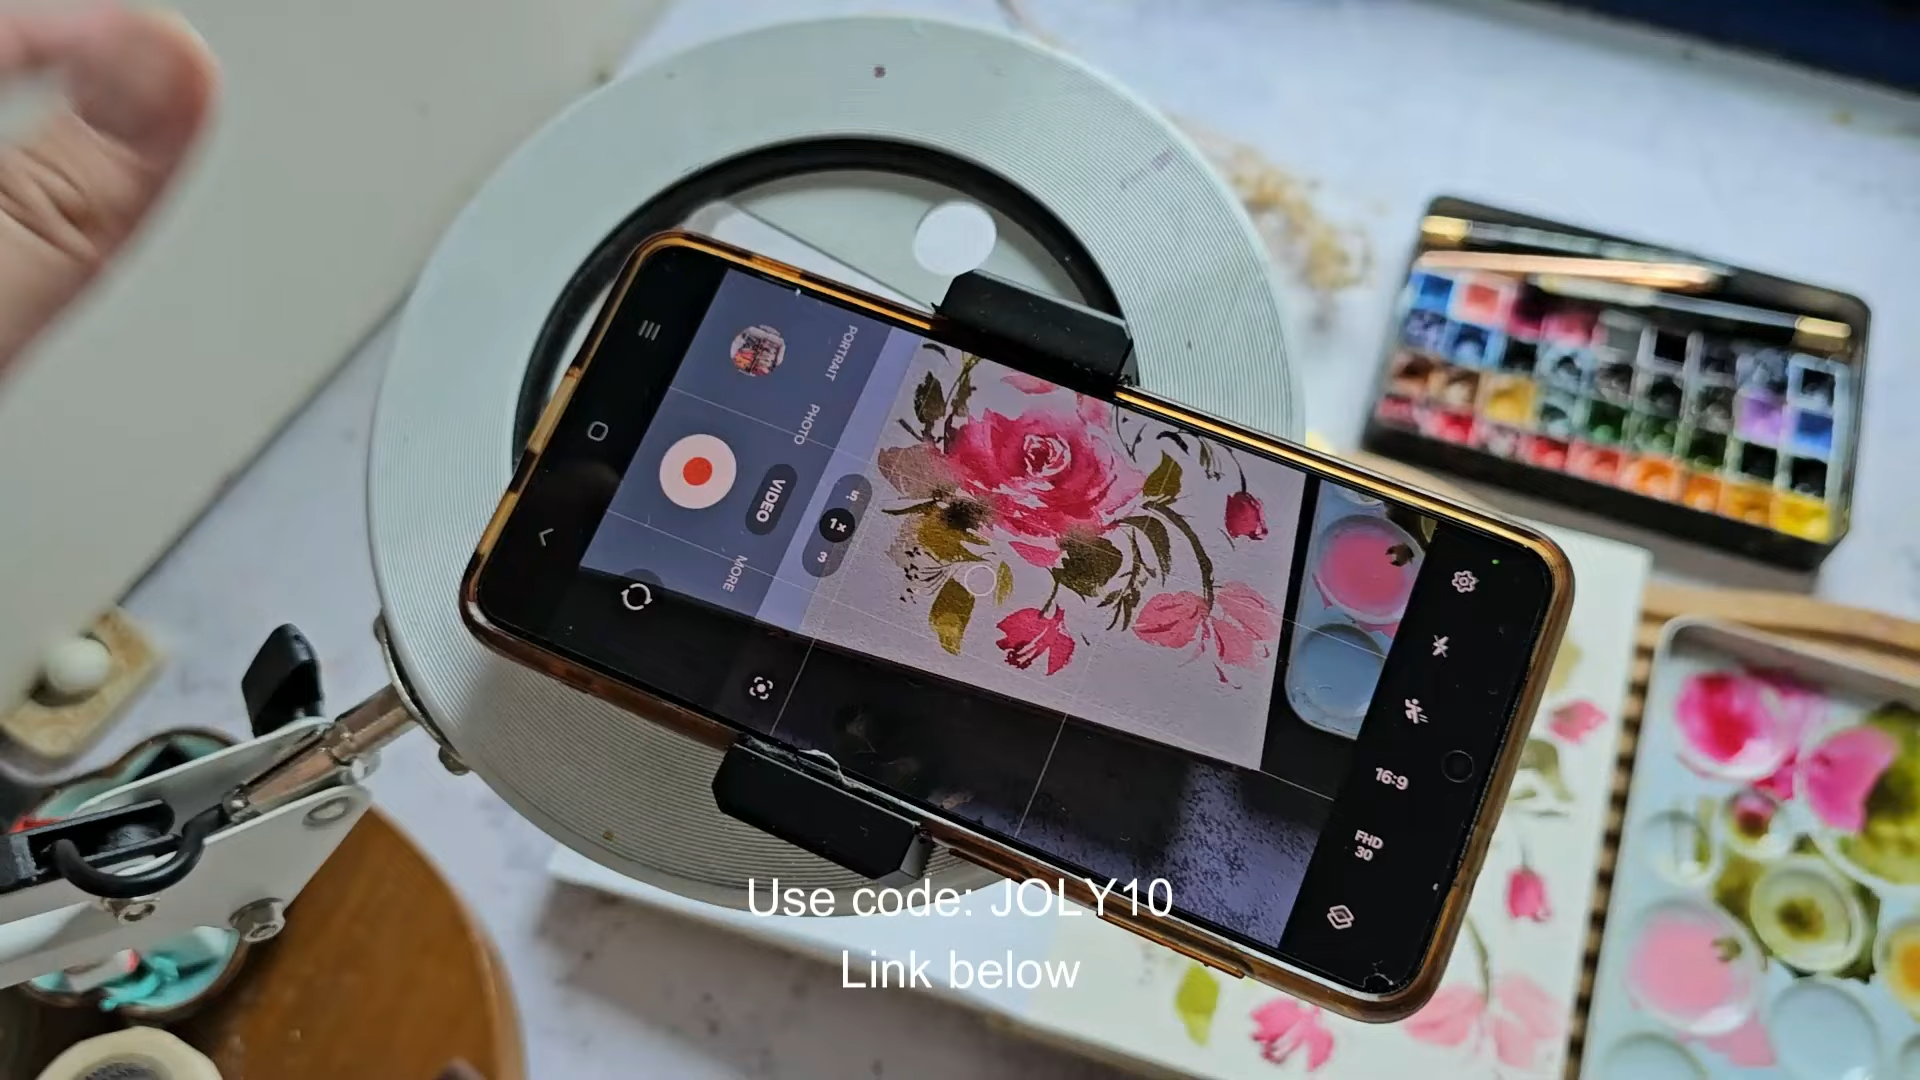 PORTRAIT
PHOTO
VIDEO
MORE
.5
1x
3
16:9
FHD
30
Use code: JOLY10
Link below